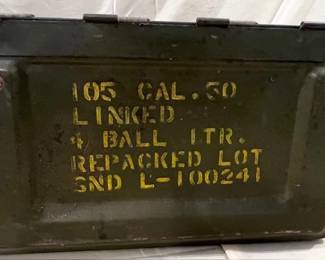 105 CAL .50
LINKED
4 BALL 1TR.
REPACKED LOT
SND L-100241